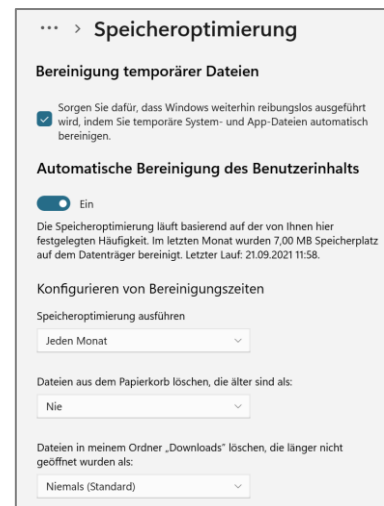 ··· > Speicheroptimierung
Bereinigung temporärer Dateien
Sorgen Sie dafür, dass Windows weiterhin reibungslos ausgeführt
wird, indem Sie temporäre System- und App-Dateien automatisch
bereinigen.
Automatische Bereinigung des Benutzerinhalts
Ein
Die Speicheroptimierung läuft basierend auf der von Ihnen hier
festgelegten Häufigkeit. Im letzten Monat wurden 7,00 MB Speicherplatz
auf dem Datenträger bereinigt. Letzter Lauf: 21.09.2021 11:58.
Konfigurieren von Bereinigungszeiten
Speicheroptimierung ausführen
Jeden Monat
Dateien aus dem Papierkorb löschen, die älter sind als:
Nie
Dateien in meinem Ordner „Downloads" löschen, die länger nicht
geöffnet wurden als:
Niemals (Standard)